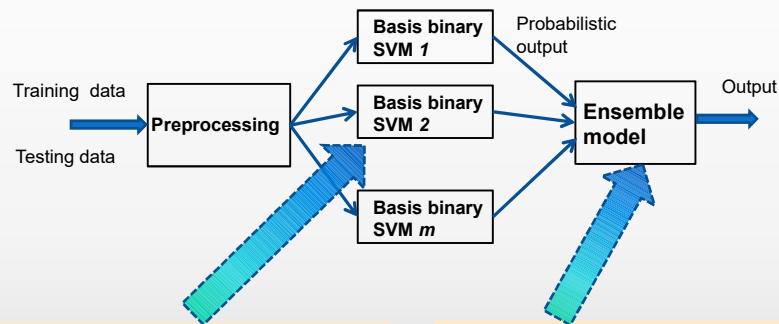 Training data
Testing data
Preprocessing
Basis binary
SVM 1
Basis binary
SVM 2
Basis binary
SVM m
Probabilistic
output
Ensemble
model
Output